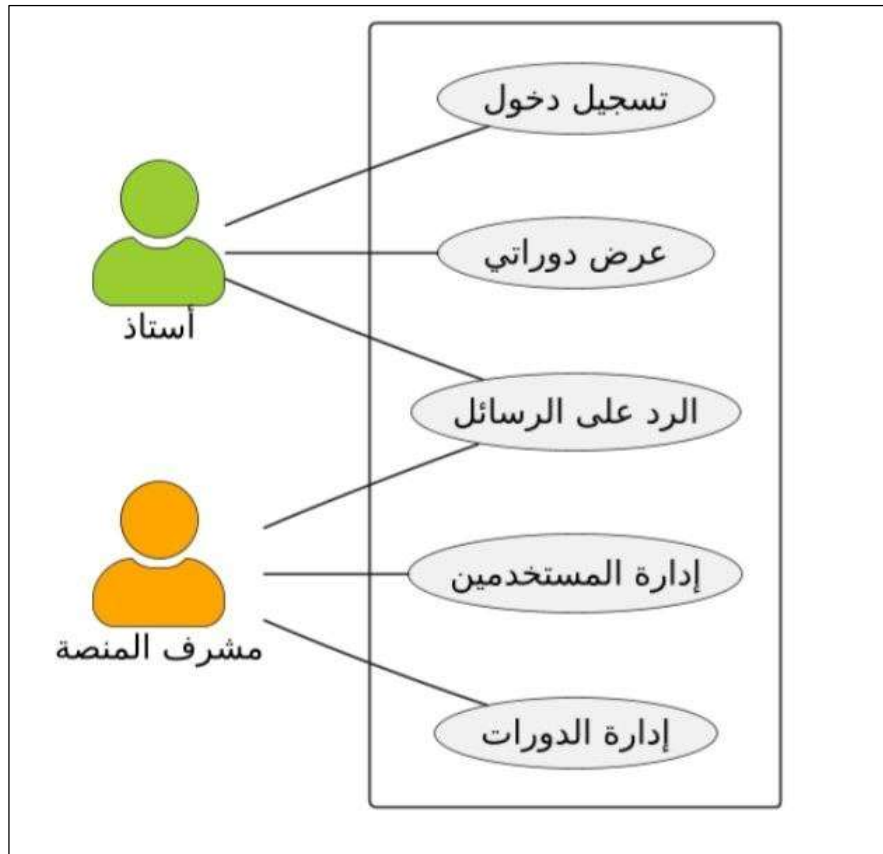 تسجيل دخول
عرض دوراتي
أستاذ
الرد على الرسائل
إدارة المستخدمين
مشرف المنصة
إدارة الدورات